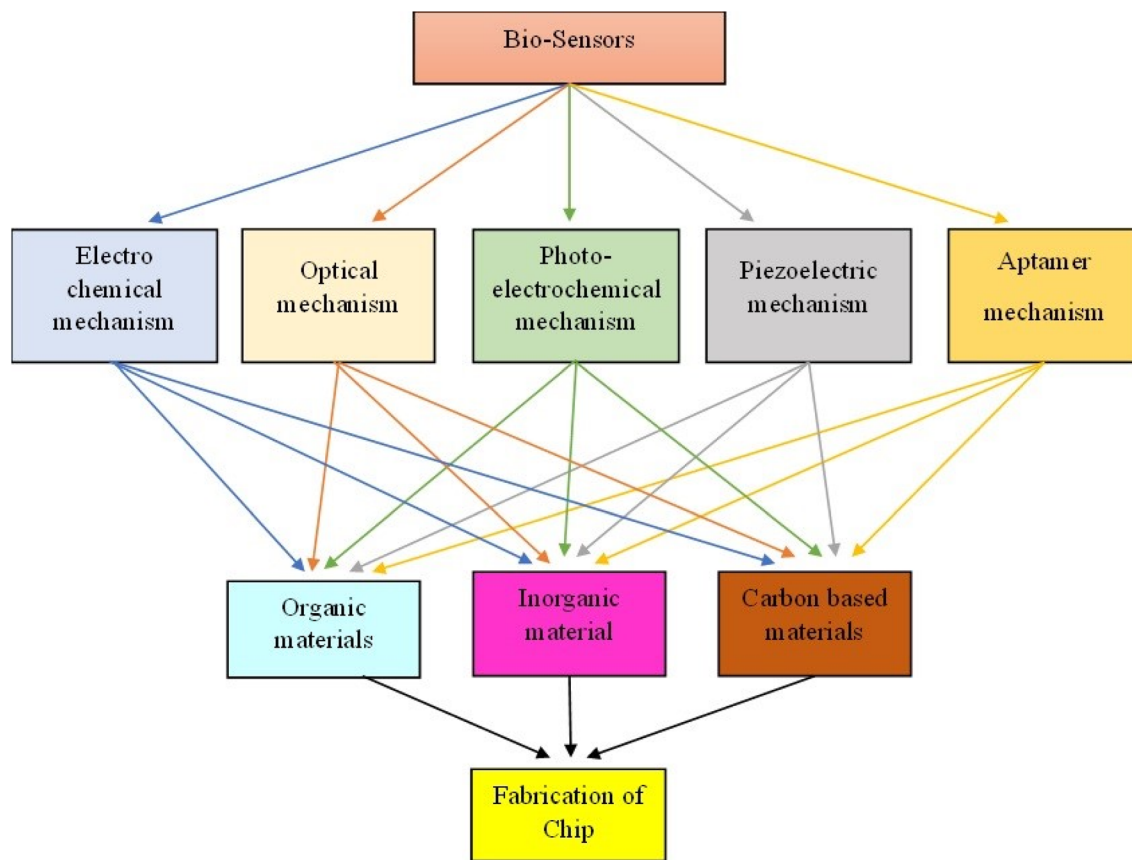 Bio-Sensors
Electro
chemical
mechanism
Optical
mechanism
Photo-
electrochemical
mechanism
Piezoelectric
mechanism
Aptamer
mechanism
Organic
materials
Inorganic
material
Carbon based
materials
Fabrication of
Chip